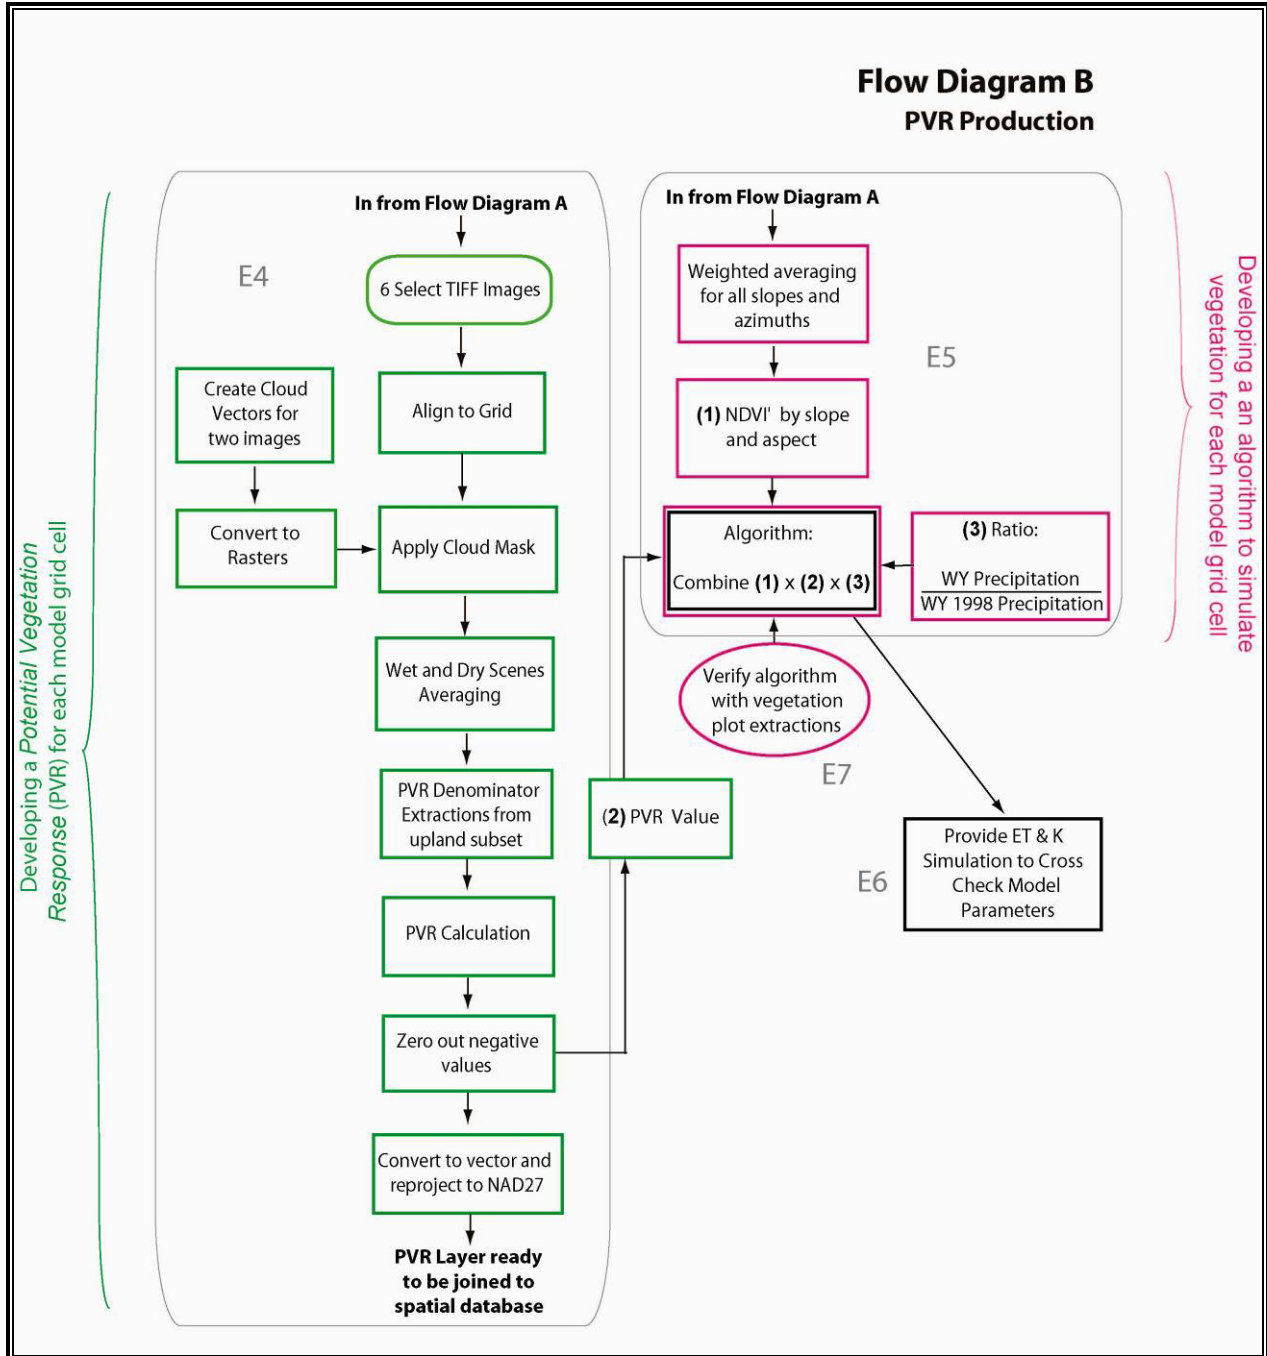 Flow Diagram B
PVR Production
Developing a Potential Vegetation
Response (PVR) for each model grid cell
E4
In from Flow Diagram A
6 Select TIFF Images
Create Cloud
Vectors for
two images
Align to Grid
Convert to
Rasters
Apply Cloud Mask
Wet and Dry Scenes
Averaging
PVR Denominator
Extractions from
upland subset
PVR Calculation
Zero out negative
values
Convert to vector and
reproject to NAD27
PVR Layer ready
to be joined to
spatial database
(2) PVR Value
In from Flow Diagram A
Weighted averaging
for all slopes and
azimuths
E5
(1) NDVI' by slope
and aspect
Algorithm:
Combine (1) x (2) x (3)
(3) Ratio:
WY Precipitation
WY 1998 Precipitation
Verify algorithm
with vegetation
plot extractions
E7
E6
Provide ET & K
Simulation to Cross
Check Model
Parameters
Developing a an algorithm to simulate
vegetation for each model grid cell